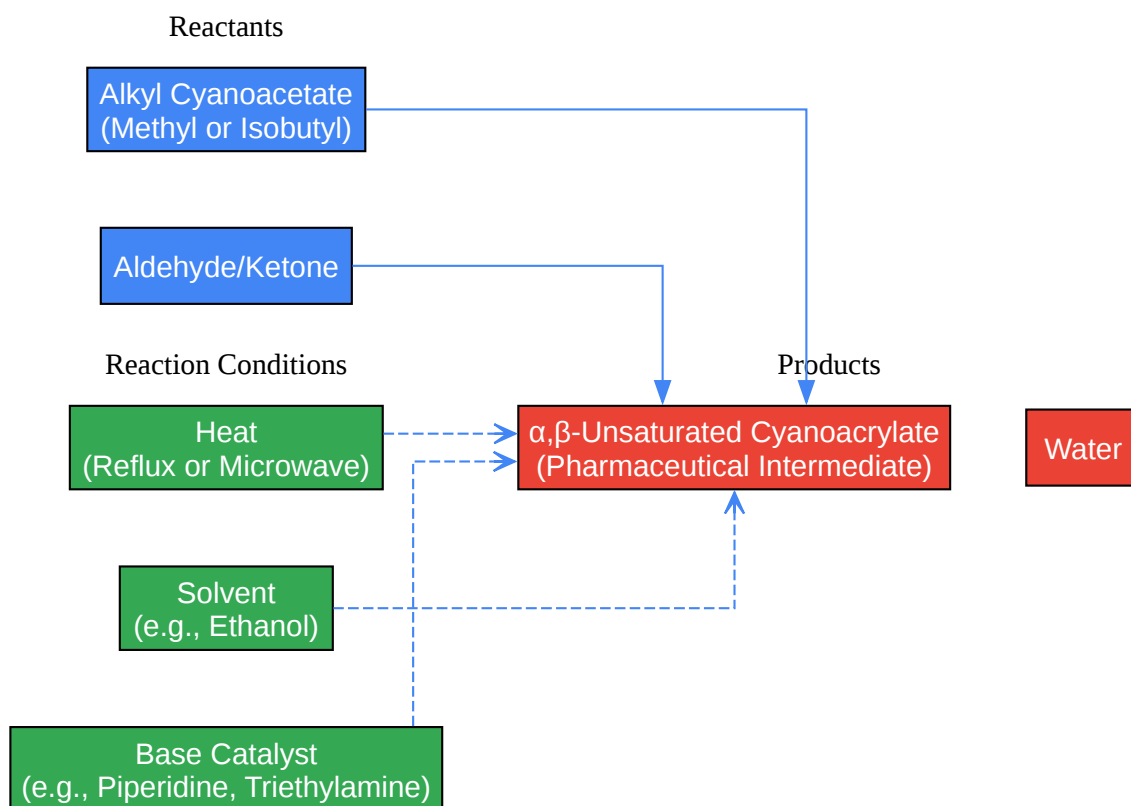 Reactants
Alkyl Cyanoacetate
(Methyl or Isobutyl)
Aldehyde/Ketone
Reaction Conditions
Products
Heat
(Reflux or Microwave)
α,β-Unsaturated Cyanoacrylate
(Pharmaceutical Intermediate)
Water
Solvent
(e.g., Ethanol)
Base Catalyst
(e.g., Piperidine, Triethylamine)